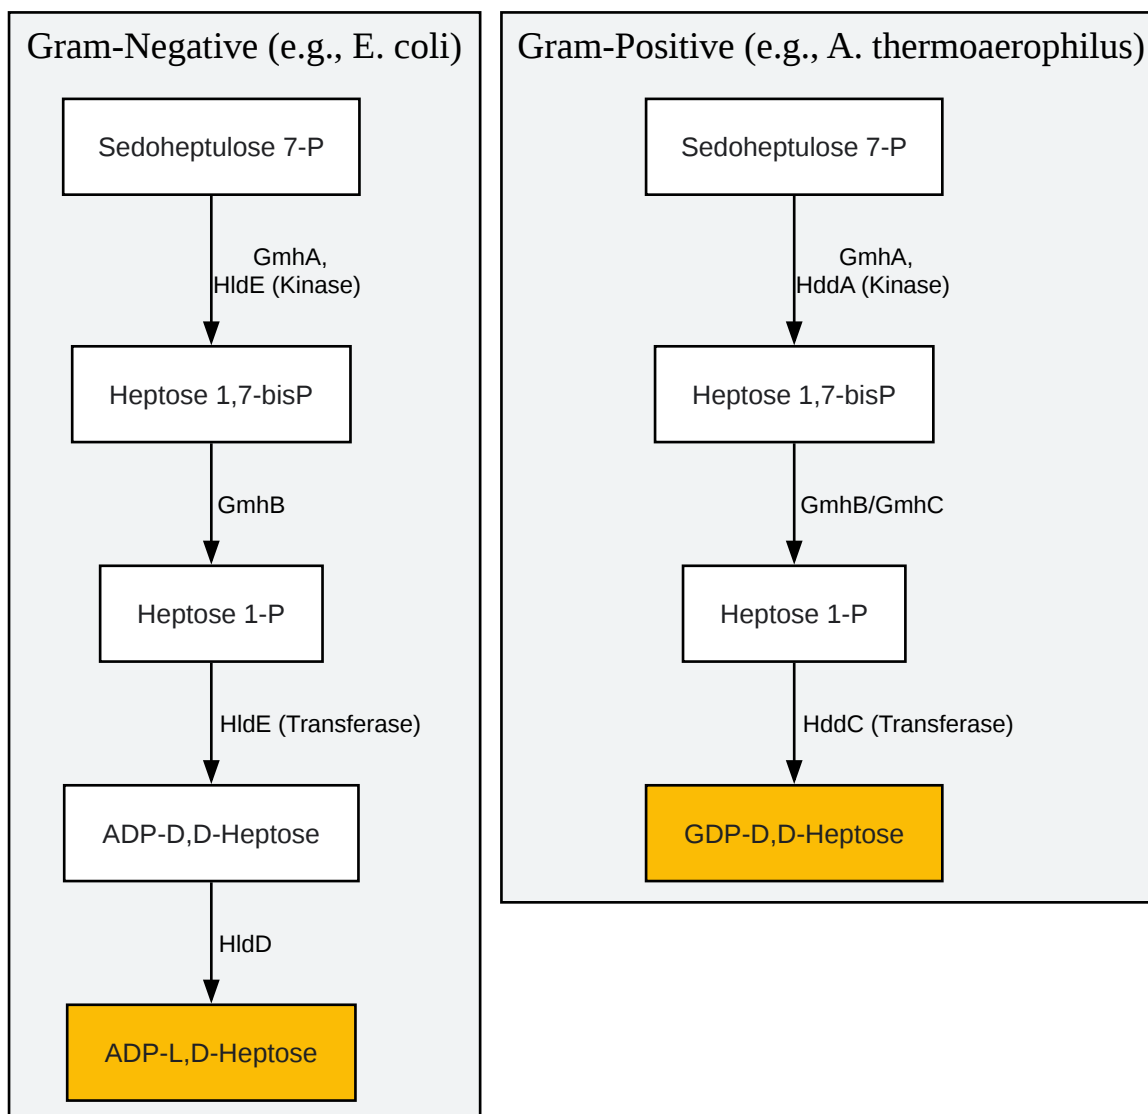 Gram-Negative (e.g., E. coli)
Sedoheptulose 7-P
GmhA,
HldE (Kinase)
Heptose 1,7-bisP
GmhB
Heptose 1-P
HldE (Transferase)
ADP-D,D-Heptose
HldD
ADP-L,D-Heptose
Gram-Positive (e.g., A. thermoaerophilus)
Sedoheptulose 7-P
GmhA,
HddA (Kinase)
Heptose 1,7-bisP
GmhB/GmhC
Heptose 1-P
HddC (Transferase)
GDP-D,D-Heptose